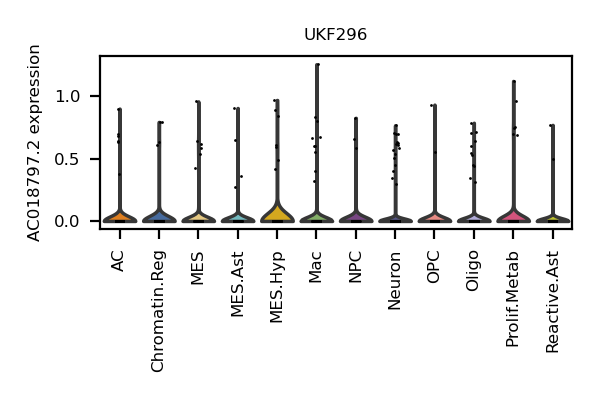 UKF296
AC018797.2 expression
1.0
0.5
0.0
AC
Chromatin.Reg
MES
MES.Ast
MES.Hyp
Mac
NPC
Neuron
OPC
Oligo
Prolif.Metab
Reactive.Ast